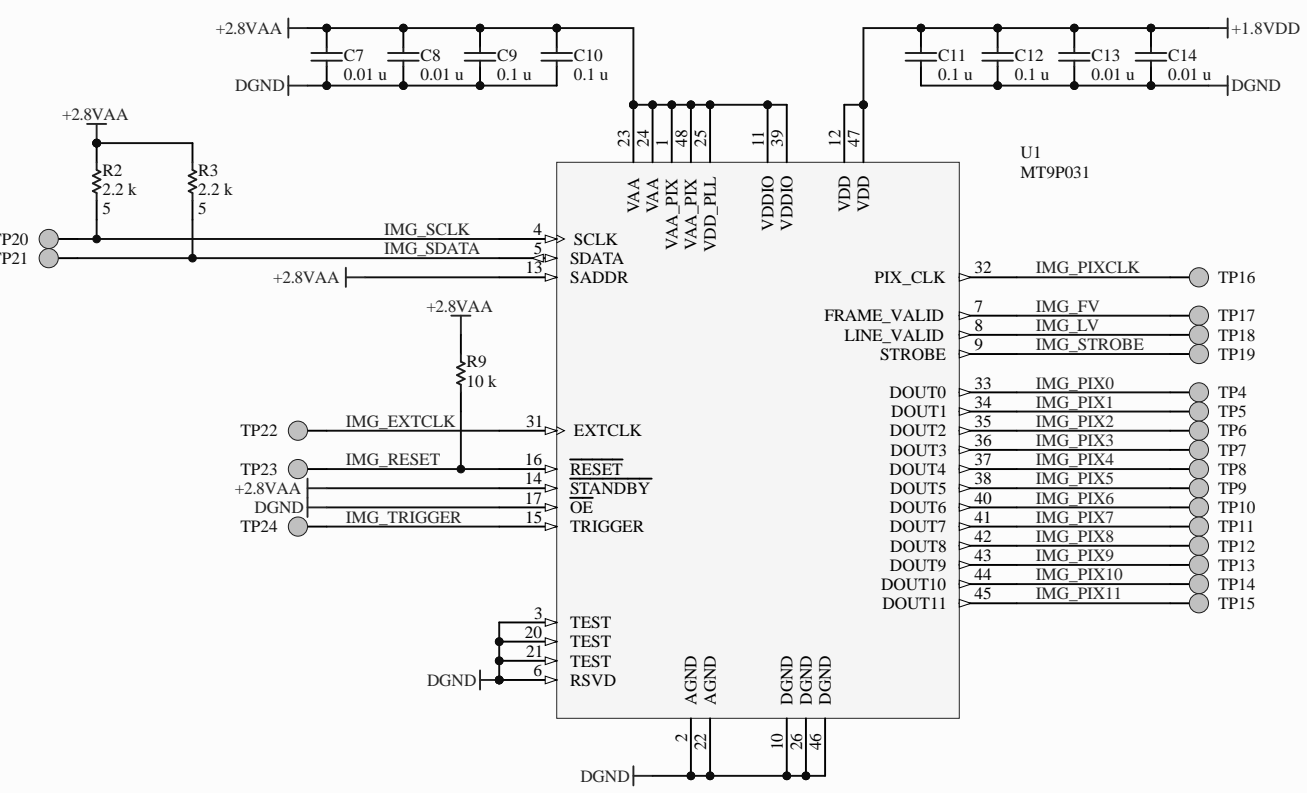 +2.8VAA
C7
0.01 u
C8
0.01 u
C9
0.1 u
C10
0.1 u
DGND
C11
0.1 u
C12
0.1 u
C13
0.01 u
C14
0.01 u
+1.8VDD
DGND
+2.8VAA
R2
2.2 k
5
R3
2.2 k
5
23
24
1
48
25
11
39
12
47
U1
MT9P031
VAA
VAA
VAA_PIX
VAA_PIX
VDD_PLL
VDDIO
VDDIO
VDD
VDD
TP20 IMG_SCLK 4 SCLK
TP21 IMG_SDATA 5 SDATA
+2.8VAA 13 SADDR
PIX_CLK 32 IMG_PIXCLK TP16
+2.8VAA
R9
10 k
FRAME_VALID 7 IMG_FV TP17
LINE_VALID 8 IMG_LV TP18
STROBE 9 IMG_STROBE TP19
DOUT0 33 IMG_PIX0 TP4
DOUT1 34 IMG_PIX1 TP5
DOUT2 35 IMG_PIX2 TP6
DOUT3 36 IMG_PIX3 TP7
DOUT4 37 IMG_PIX4 TP8
DOUT5 38 IMG_PIX5 TP9
DOUT6 40 IMG_PIX6 TP10
DOUT7 41 IMG_PIX7 TP11
DOUT8 42 IMG_PIX8 TP12
DOUT9 43 IMG_PIX9 TP13
DOUT10 44 IMG_PIX10 TP14
DOUT11 45 IMG_PIX11 TP15
TP22 IMG_EXTCLK 31 EXTCLK
TP23 IMG_RESET 16 RESET
+2.8VAA 14 STANDBY
DGND 17 OE
TP24 IMG_TRIGGER 15 TRIGGER
3 TEST
20 TEST
21 TEST
DGND 6 RSVD
AGND
AGND
DGND
DGND
DGND
2
22
10
26
46
DGND